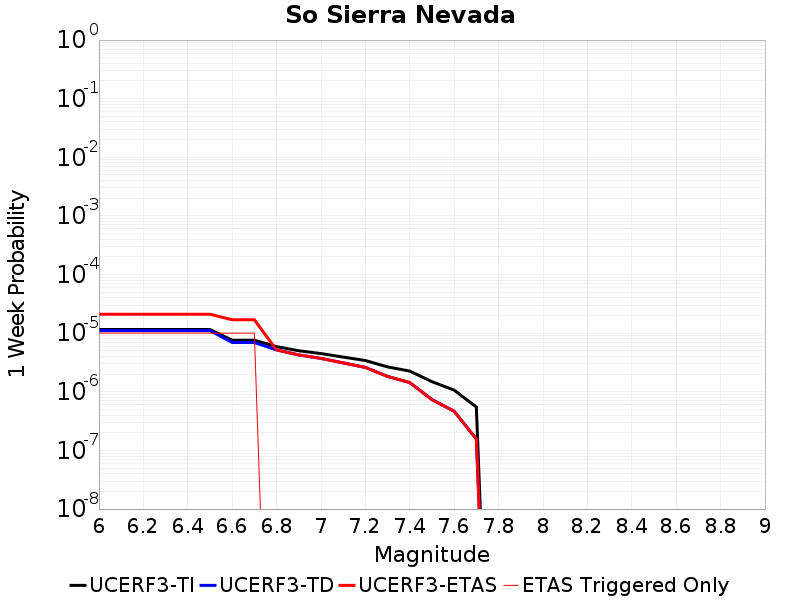 So Sierra Nevada
1 Week Probability
10^0
10^-1
10^-2
10^-3
10^-4
10^-5
10^-6
10^-7
10^-8
6 6.2 6.4 6.6 6.8 7 7.2 7.4 7.6 7.8 8 8.2 8.4 8.6 8.8 9
Magnitude
UCERF3-TI UCERF3-TD UCERF3-ETAS ETAS Triggered Only